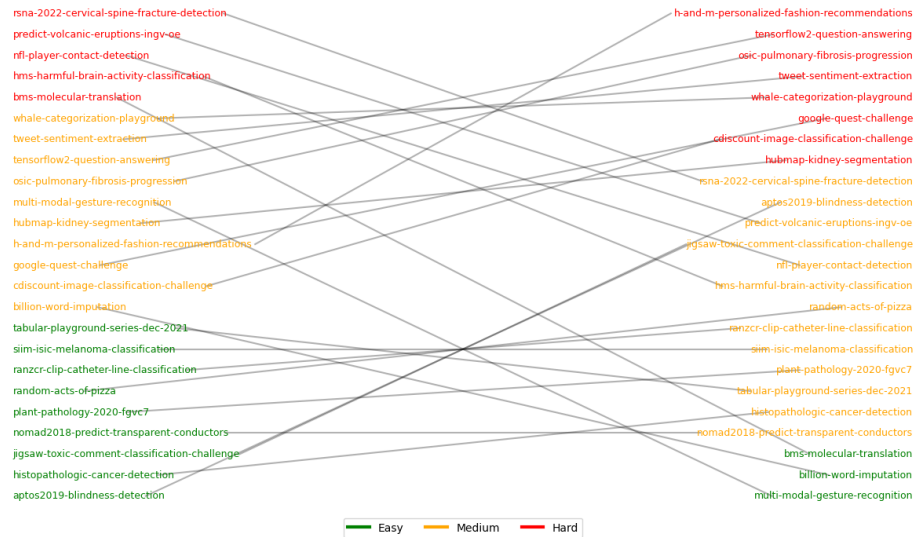 rsna-2022-cervical-spine-fracture-detection
predict-volcanic-eruptions-ingv-oe
nfl-player-contact-detection
hms-harmful-brain-activity-classification
bms-molecular-translation
whale-categorization-playground
tweet-sentiment-extraction
tensorflow2-question-answering
osic-pulmonary-fibrosis-progression
multi-modal-gesture-recognition
hubmap-kidney-segmentation
h-and-m-personalized-fashion-recommendations
google-quest-challenge
cdiscount-image-classification-challenge
billion-word-imputation
tabular-playground-series-dec-2021
siim-isic-melanoma-classification
ranzcr-clip-catheter-line-classification
random-acts-of-pizza
plant-pathology-2020-fgvc7
nomad2018-predict-transparent-conductors
jigsaw-toxic-comment-classification-challenge
histopathologic-cancer-detection
aptos2019-blindness-detection
h-and-m-personalized-fashion-recommendations
tensorflow2-question-answering
osic-pulmonary-fibrosis-progression
tweet-sentiment-extraction
whale-categorization-playground
google-quest-challenge
cdiscount-image-classification-challenge
hubmap-kidney-segmentation
rsna-2022-cervical-spine-fracture-detection
aptos2019-blindness-detection
predict-volcanic-eruptions-ingv-oe
jigsaw-toxic-comment-classification-challenge
nfl-player-contact-detection
hms-harmful-brain-activity-classification
random-acts-of-pizza
ranzcr-clip-catheter-line-classification
siim-isic-melanoma-classification
plant-pathology-2020-fgvc7
tabular-playground-series-dec-2021
histopathologic-cancer-detection
nomad2018-predict-transparent-conductors
bms-molecular-translation
billion-word-imputation
multi-modal-gesture-recognition
Easy Medium Hard